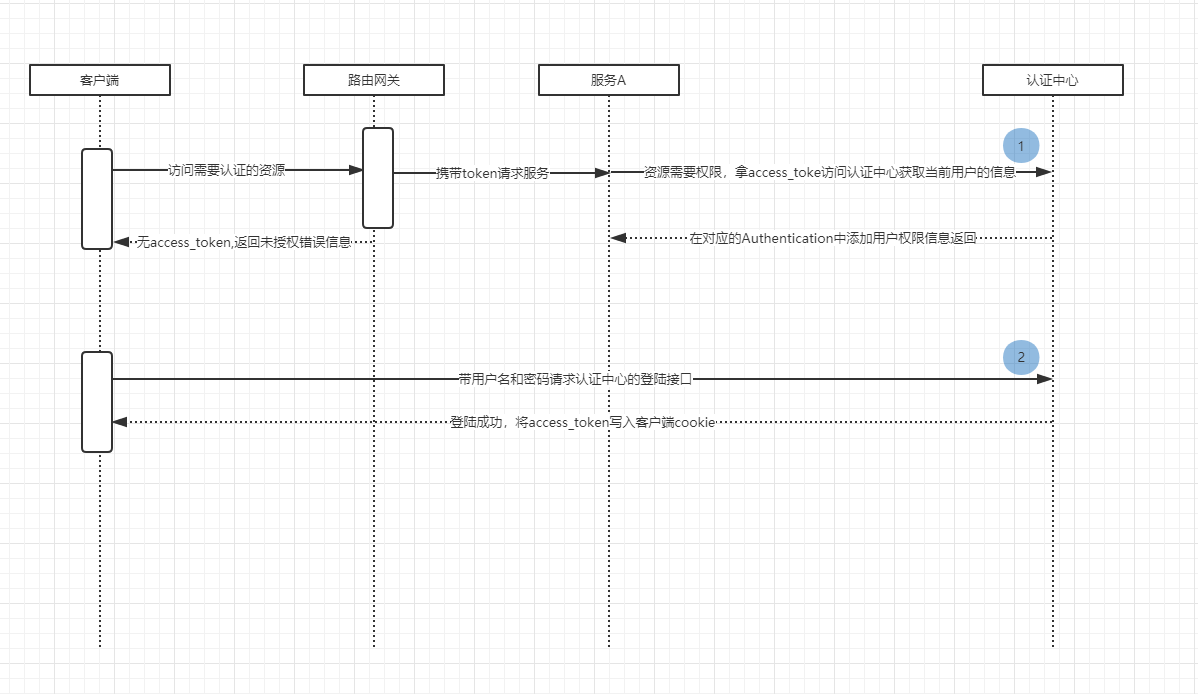 客户端
路由网关
服务A
认证中心
1
访问需要认证的资源
携带token请求服务
资源需要权限，拿access_toke访问认证中心获取当前用户的信息
无access_token,返回未授权错误信息
在对应的Authentication中添加用户权限信息返回
2
带用户名和密码请求认证中心的登陆接口
登陆成功，将access_token写入客户端cookie